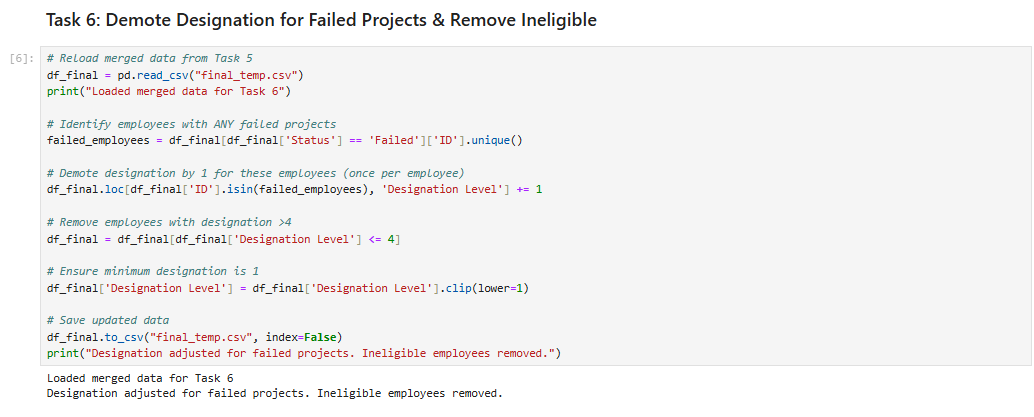 Task 6: Demote Designation for Failed Projects & Remove Ineligible
[6]: # Reload merged data from Task 5
df_final = pd.read_csv("final_temp.csv")
print("Loaded merged data for Task 6")
# Identify employees with ANY failed projects
failed_employees = df_final[df_final['Status'] == 'Failed']['ID'].unique()
# Demote designation by 1 for these employees (once per employee)
df_final.loc[df_final['ID'].isin(failed_employees), 'Designation Level'] += 1
# Remove employees with designation >4
df_final = df_final[df_final['Designation Level'] <= 4]
# Ensure minimum designation is 1
df_final['Designation Level'] = df_final['Designation Level'].clip(lower=1)
# Save updated data
df_final.to_csv("final_temp.csv", index=False)
print("Designation adjusted for failed projects. Ineligible employees removed.")
Loaded merged data for Task 6
Designation adjusted for failed projects. Ineligible employees removed.